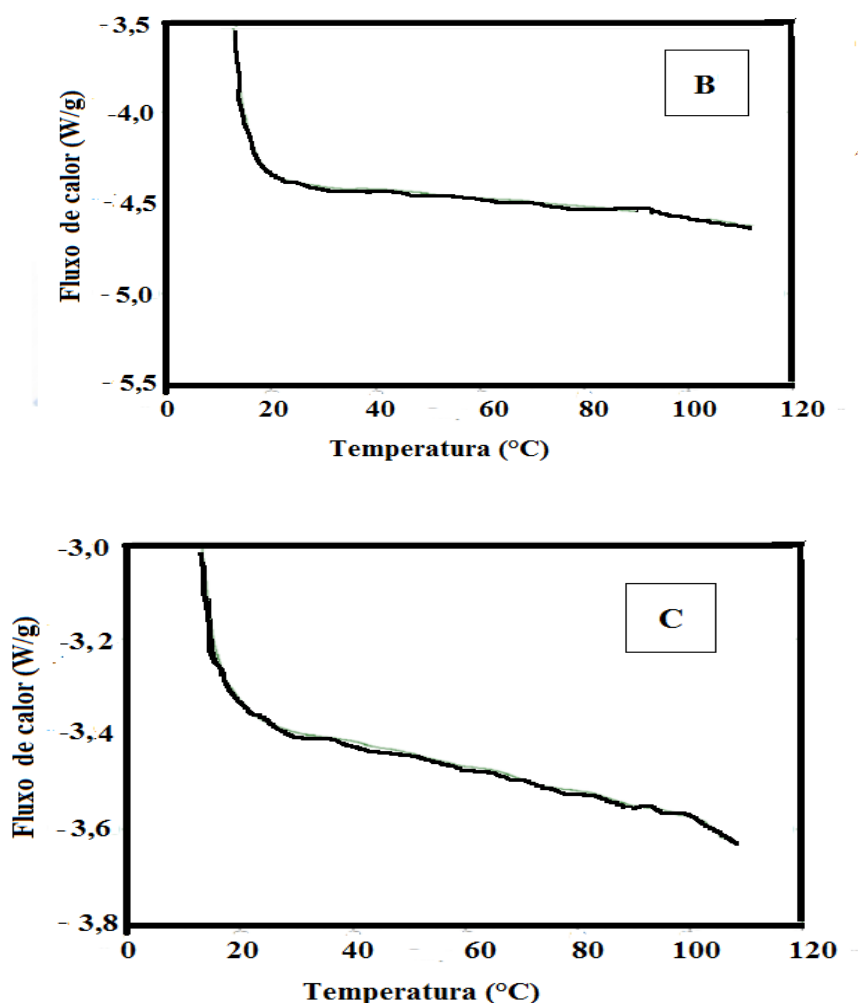 -3,5
B
-4,0
-4,5
-5,0
-5,5
Fluxo de calor (W/g)
0 20 40 60 80 100 120
Temperatura (°C)
-3,0
C
-3,2
-3,4
-3,6
-3,8
Fluxo de calor (W/g)
0 20 40 60 80 100 120
Temperatura (°C)